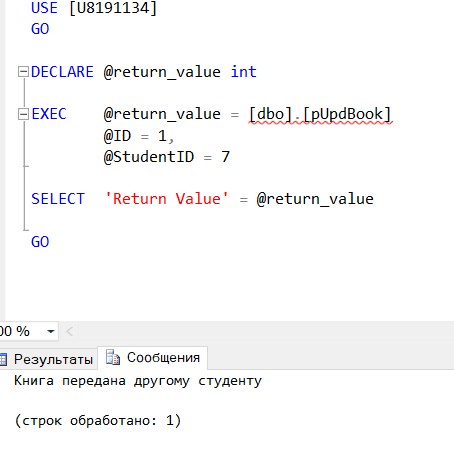 USE [U8191134]
GO
DECLARE @return_value int
EXEC @return_value = [dbo].[pUpdBook]
@ID = 1,
@StudentID = 7
SELECT 'Return Value' = @return_value
GO
00 %
Результаты
Сообщения
Книга передана другому студенту
(строк обработано: 1)